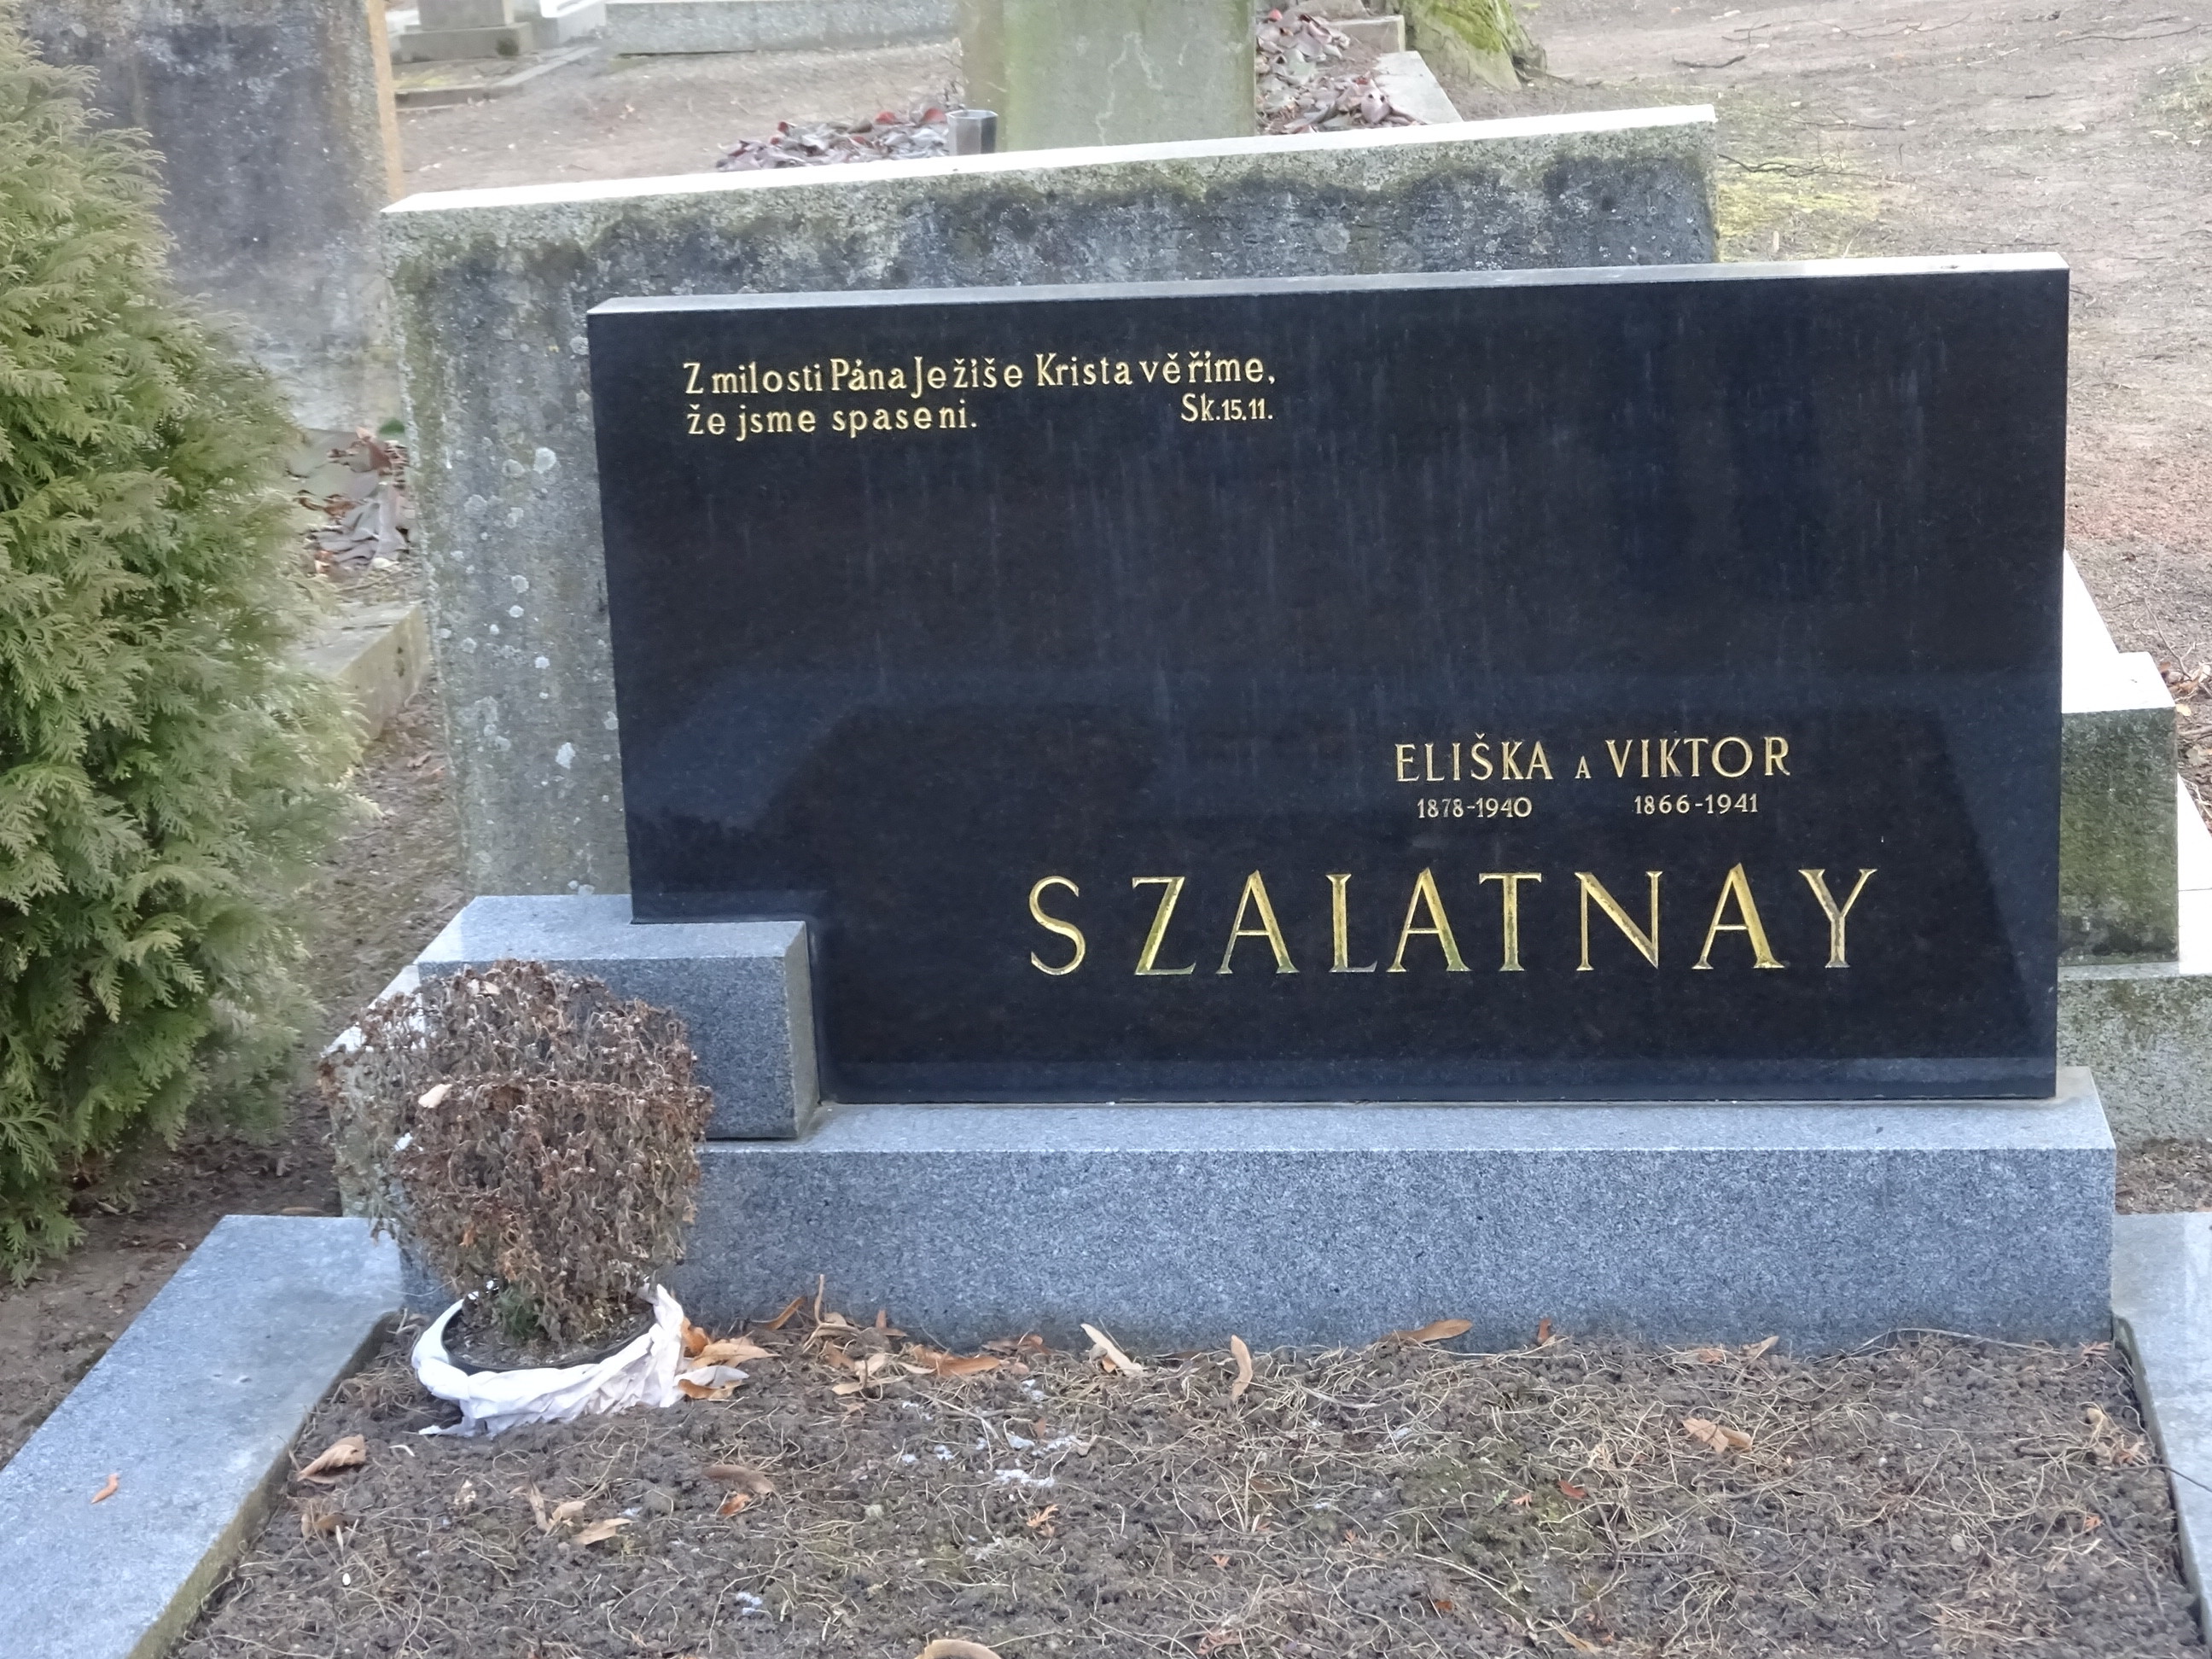 Z milosti Pána Ježíše Krista věříme,
že jsme spaseni. Sk.15.11.
ELIŠKA A VIKTOR
1878-1940 1866-1941
SZALATNAY